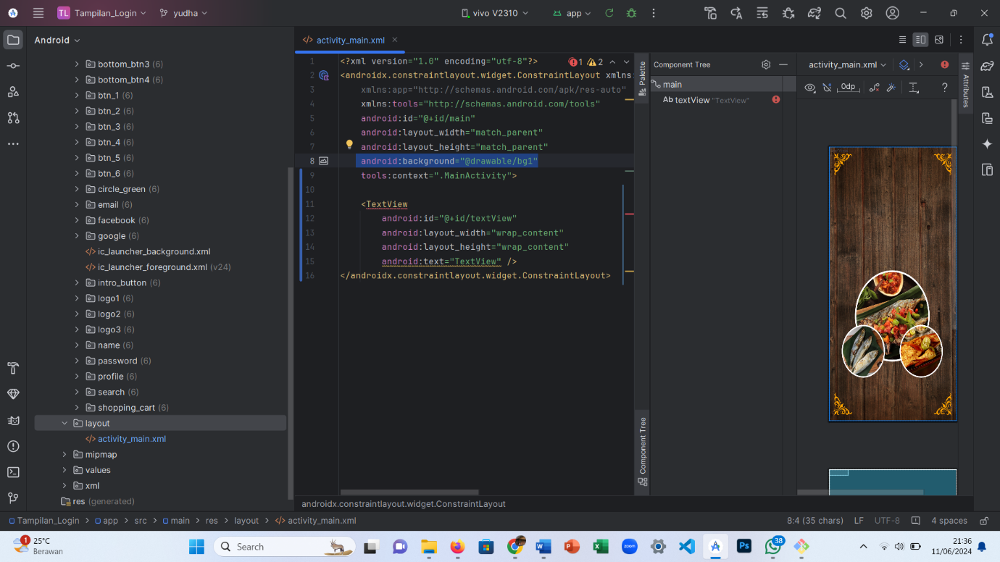 TL Tampilan_Login
yudha
vivo V2310
app
Android
activity_main.xml
bottom_btn3 (6)
bottom_btn4 (6)
btn_1 (6)
btn_2 (6)
btn_3 (6)
btn_4 (6)
btn_5 (6)
btn_6 (6)
circle_green (6)
email (6)
facebook (6)
google (6)
ic_launcher_background.xml
ic_launcher_foreground.xml (v24)
intro_button (6)
logo1 (6)
logo2 (6)
logo3 (6)
name (6)
password (6)
profile (6)
search (6)
shopping_cart (6)
layout
activity_main.xml
mipmap
values
xml
res (generated)
1 <?xml version="1.0" encoding="utf-8"?>
1 2
2 <androidx.constraintlayout.widget.ConstraintLayout xmlns:
3 xmlns:app="http://schemas.android.com/apk/res-auto"
4 xmlns:tools="http://schemas.android.com/tools"
5 android:id="@+id/main"
6 android:layout_width="match_parent"
7 android:layout_height="match_parent"
8 android:background="@drawable/bg1"
9 tools:context=".MainActivity">
10
11 <TextView
12 android:id="@+id/textView"
13 android:layout_width="wrap_content"
14 android:layout_height="wrap_content"
15 android:text="TextView" />
16 </androidx.constraintlayout.widget.ConstraintLayout>
Palette
Component Tree
Component Tree
main
Ab textView "TextView"
activity_main.xml
0dp
?
Attributes
androidx.constraintlayout.widget.ConstraintLayout
Tampilan_Login > app > src > main > res > layout > activity_main.xml
8:4 (35 chars) LF UTF-8 4 spaces
1
25°C
Berawan
Search
zoom
Ps
38
21:36
11/06/2024